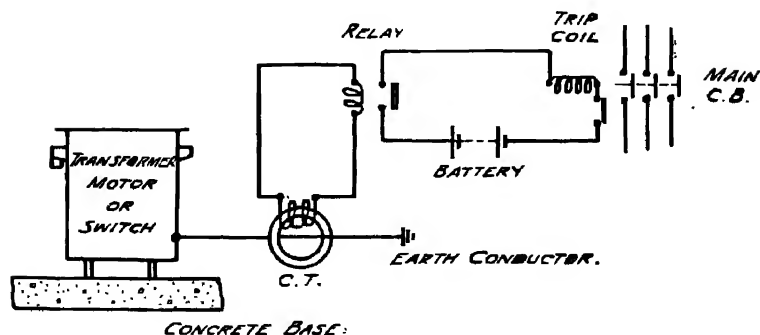 RELAY
TRIP
COIL
MAIN
C.B.
BATTERY
TRANSFORMER
MOTOR
OR
SWITCH
C.T.
EARTH CONDUCTOR.
CONCRETE BASE: